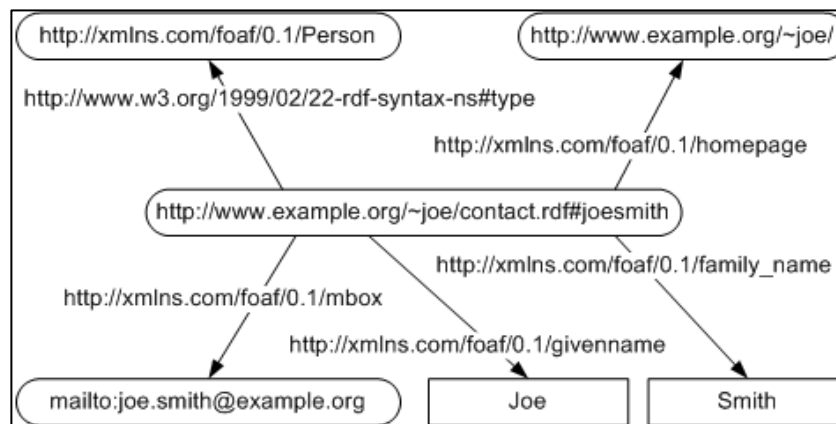 http://xmlns.com/foaf/0.1/Person
http://www.example.org/~joe/
http://www.w3.org/1999/02/22-rdf-syntax-ns#type
http://xmlns.com/foaf/0.1/homepage
http://www.example.org/~joe/contact.rdf#joesmith
http://xmlns.com/foaf/0.1/family_name
http://xmlns.com/foaf/0.1/mbox
http://xmlns.com/foaf/0.1/givenname
mailto:joe.smith@example.org
Joe
Smith